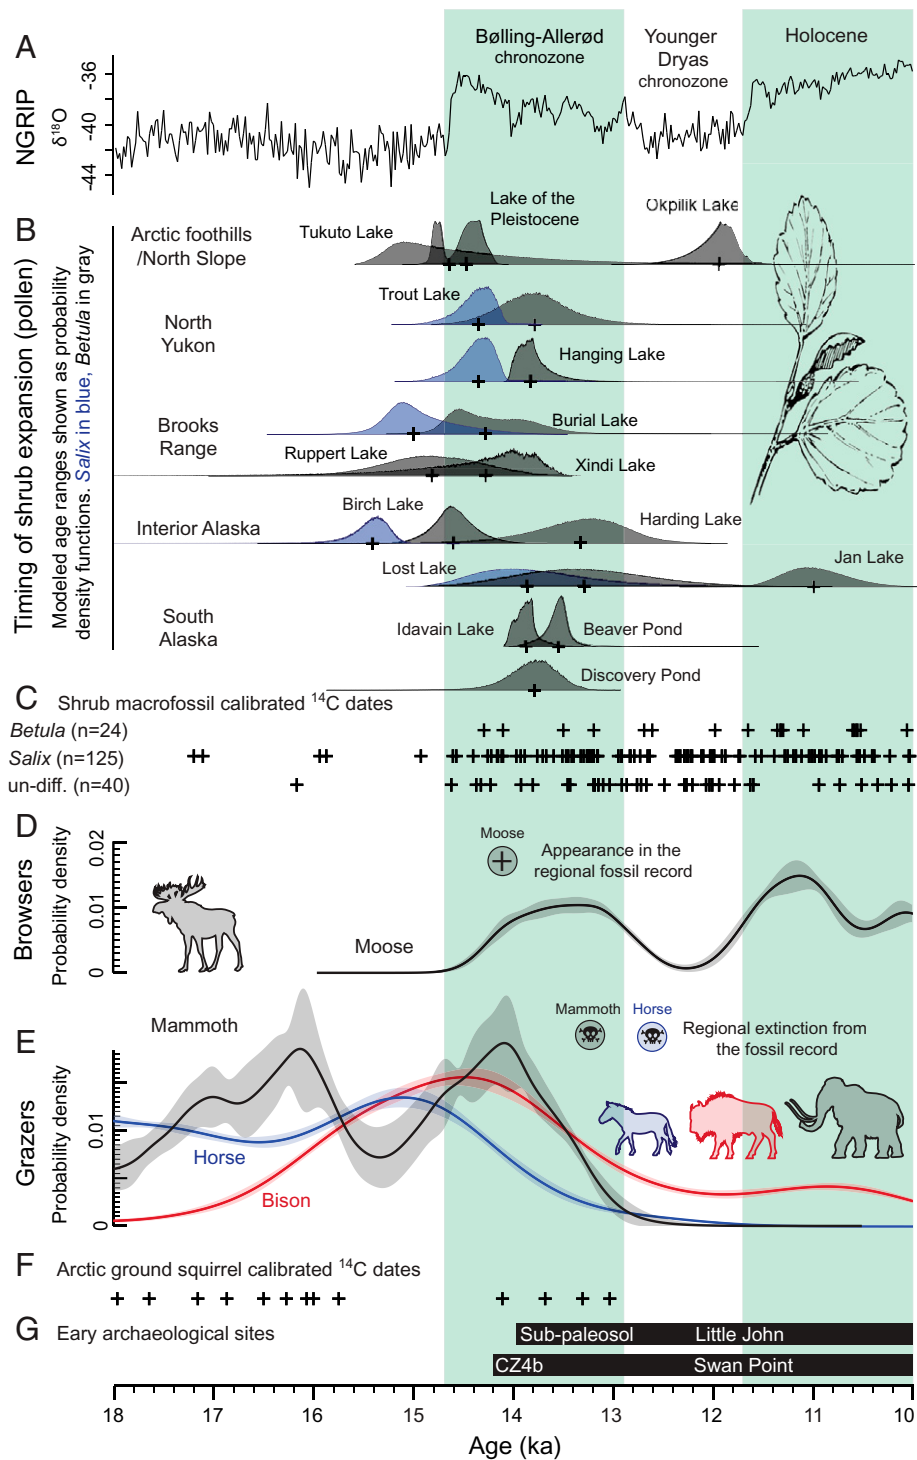 A
Bølling-Allerød
chronozone
Younger
Dryas
chronozone
Holocene
NGRIP
δ18O
-36
-40
-44
B
Timing of shrub expansion (pollen)
Modeled age ranges shown as probability
density functions. Salix in blue, Betula in gray
Arctic foothills
/North Slope
Tukuto Lake
Lake of the
Pleistocene
Okpilik Lake
North
Yukon
Trout Lake
Hanging Lake
Brooks
Range
Burial Lake
Ruppert Lake
Xindi Lake
Interior Alaska
Birch Lake
Harding Lake
Lost Lake
Jan Lake
South
Alaska
Idavain Lake
Beaver Pond
Discovery Pond
C
Shrub macrofossil calibrated 14C dates
Betula (n=24)
Salix (n=125)
un-diff. (n=40)
D
Browsers
Probability density
0.02
0.01
0
Moose
Moose
Appearance in the
regional fossil record
E
Grazers
Probability density
0.01
0
Mammoth
Horse
Bison
Mammoth
Horse
Regional extinction from
the fossil record
F
Arctic ground squirrel calibrated 14C dates
G
Eary archaeological sites
Sub-paleosol
Little John
CZ4b
Swan Point
18
17
16
15
14
13
12
11
10
Age (ka)